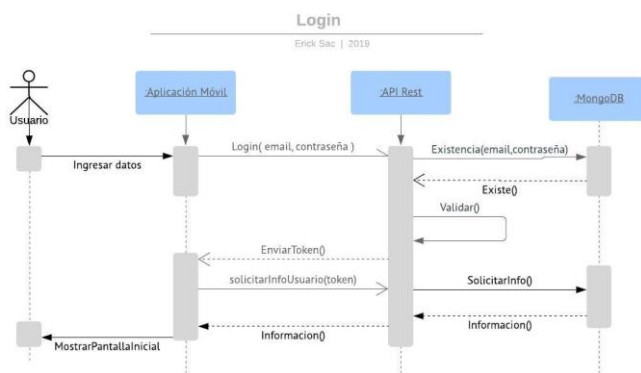 Login
Erick Sac | 2019
Usuario
:Aplicación Móvil
:API Rest
:MongoDB
Ingresar datos
Login( email, contraseña )
Existencia(email,contraseña)
Existe()
Validar()
EnviarToken()
solicitarInfoUsuario(token)
SolicitarInfo()
Informacion()
Informacion()
MostrarPantallaInicial